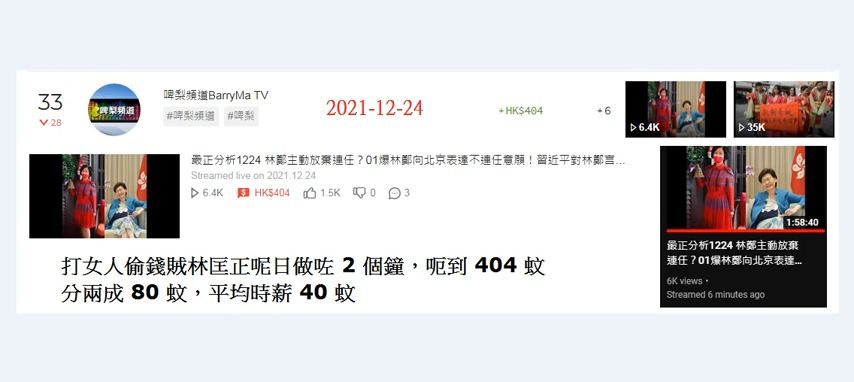 33
28
啤梨頻道
啤梨頻道BarryMa TV
#啤梨頻道 #啤梨
2021-12-24
+HK$404
+6
6.4K
35K
最正分析1224 林鄭主動放棄連任？01爆林鄭向北京表達不連任意願！習近平對林鄭言...
Streamed live on 2021.12.24
6.4K HK$404 1.5K 0 3
1:58:40
最正分析1224 林鄭主動放棄
連任？01爆林鄭向北京表達...
6K views •
Streamed 6 minutes ago
打女人偷錢賊林匡正呢日做咗 2 個鐘，呃到 404 蚊
分兩成 80 蚊，平均時薪 40 蚊